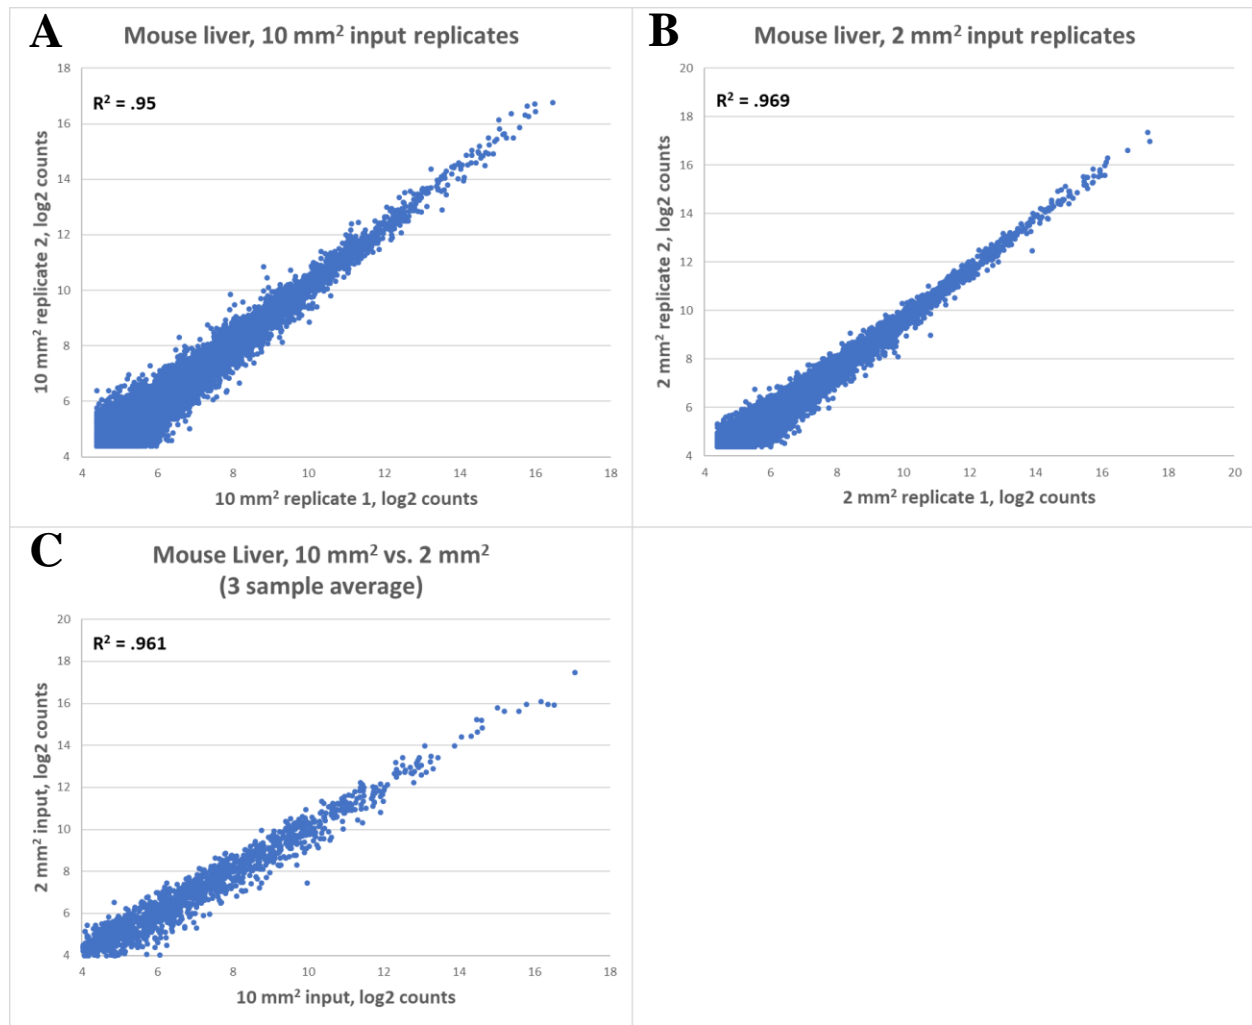 A
Mouse liver, 10 mm² input replicates
R² = .95
18
16
14
12
10
8
6
4
10 mm² replicate 2, log2 counts
4 6 8 10 12 14 16 18
10 mm² replicate 1, log2 counts
B
Mouse liver, 2 mm² input replicates
R² = .969
20
18
16
14
12
10
8
6
4
2 mm² replicate 2, log2 counts
4 6 8 10 12 14 16 18 20
2 mm² replicate 1, log2 counts
C
Mouse Liver, 10 mm² vs. 2 mm²
(3 sample average)
R² = .961
20
18
16
14
12
10
8
6
4
2 mm² input, log2 counts
4 6 8 10 12 14 16 18
10 mm² input, log2 counts